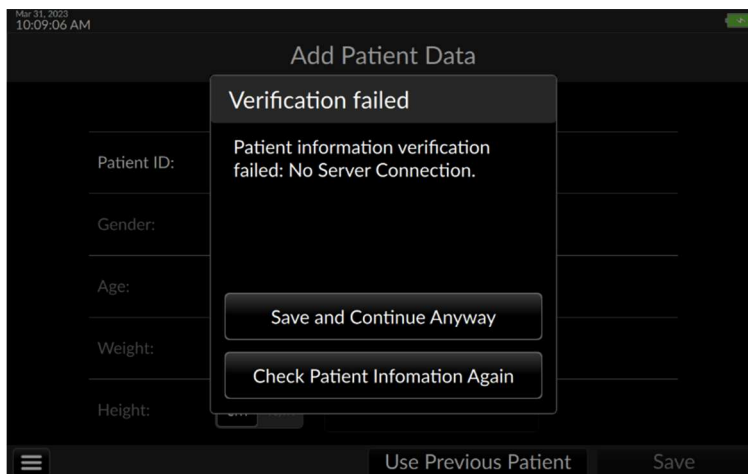 Mar 31, 2023
10:09:06 AM
Add Patient Data
Verification failed
Patient information verification
failed: No Server Connection.
Patient ID:
Gender:
Age:
Weight:
Height:
Save and Continue Anyway
Check Patient Infomation Again
Use Previous Patient
Save